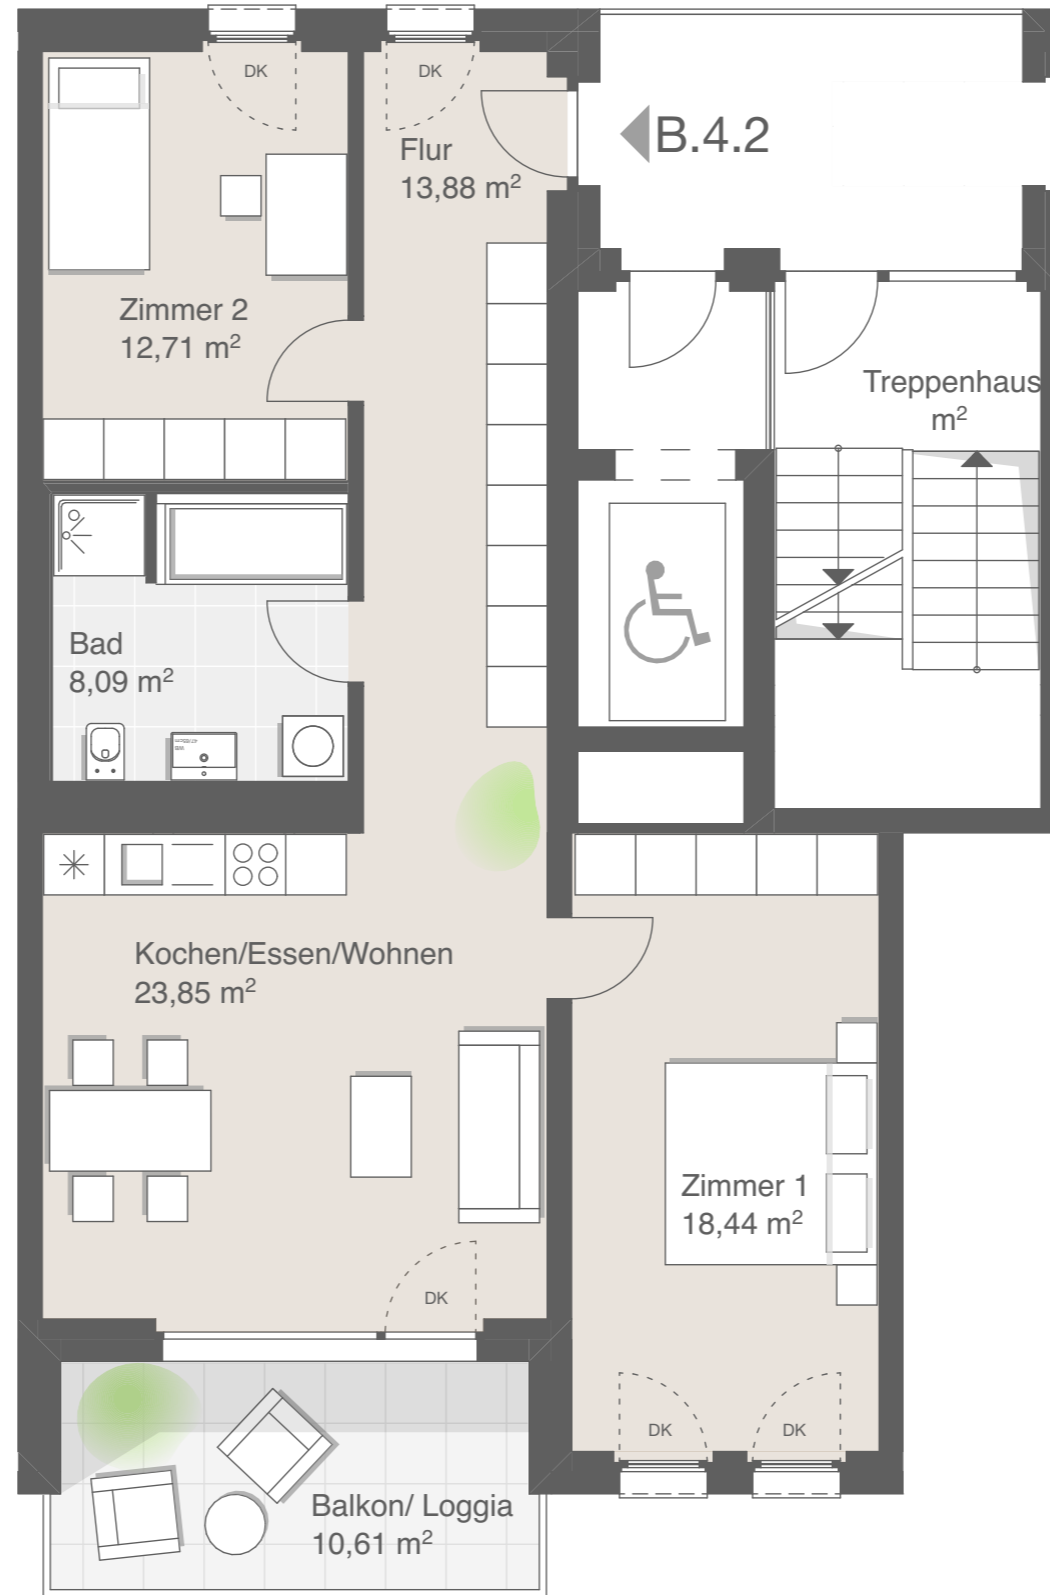 DK
DK
Flur
13,88 m²
B.4.2
Zimmer 2
12,71 m²
Treppenhaus
m²
Bad
8,09 m²
Kochen/Essen/Wohnen
23,85 m²
Zimmer 1
18,44 m²
DK
DK
DK
Balkon/ Loggia
10,61 m²